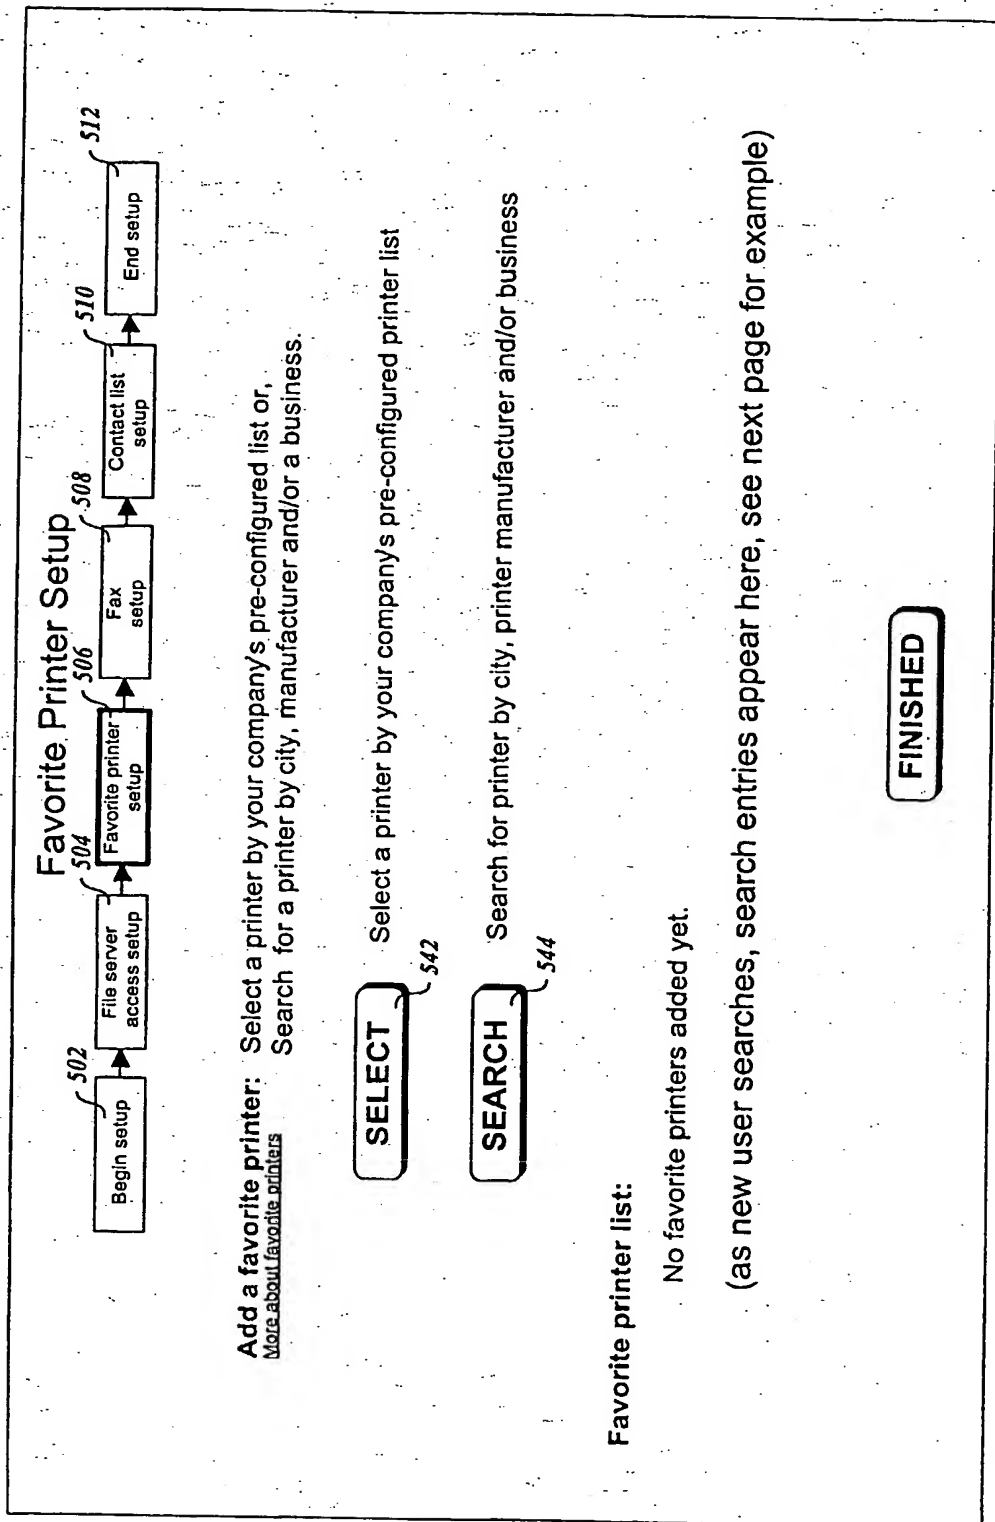 Favorite Printer Setup
502
504
506
508
510
512
Begin setup
File server
access setup
Favorite printer
setup
Fax
setup
Contact list
setup
End setup
Add a favorite printer: Select a printer by your company's pre-configured list or,
More about favorite printers Search for a printer by city, manufacturer and/or a business.
SELECT Select a printer by your company's pre-configured printer list
542
SEARCH Search for printer by city, printer manufacturer and/or business
544
Favorite printer list:
No favorite printers added yet.
(as new user searches, search entries appear here, see next page for example)
FINISHED